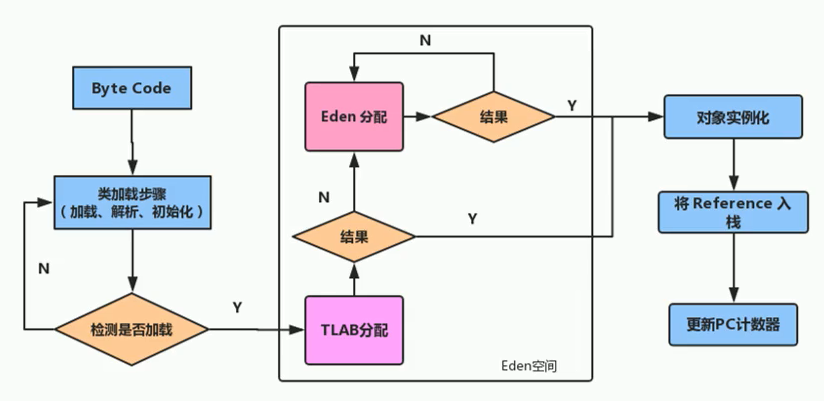 Byte Code
类加载步骤
（加载、解析、初始化）
N
检测是否加载
Y
TLAB分配
结果
N
Y
Eden 分配
N
结果
Y
Eden空间
对象实例化
将 Reference 入
栈
更新PC计数器